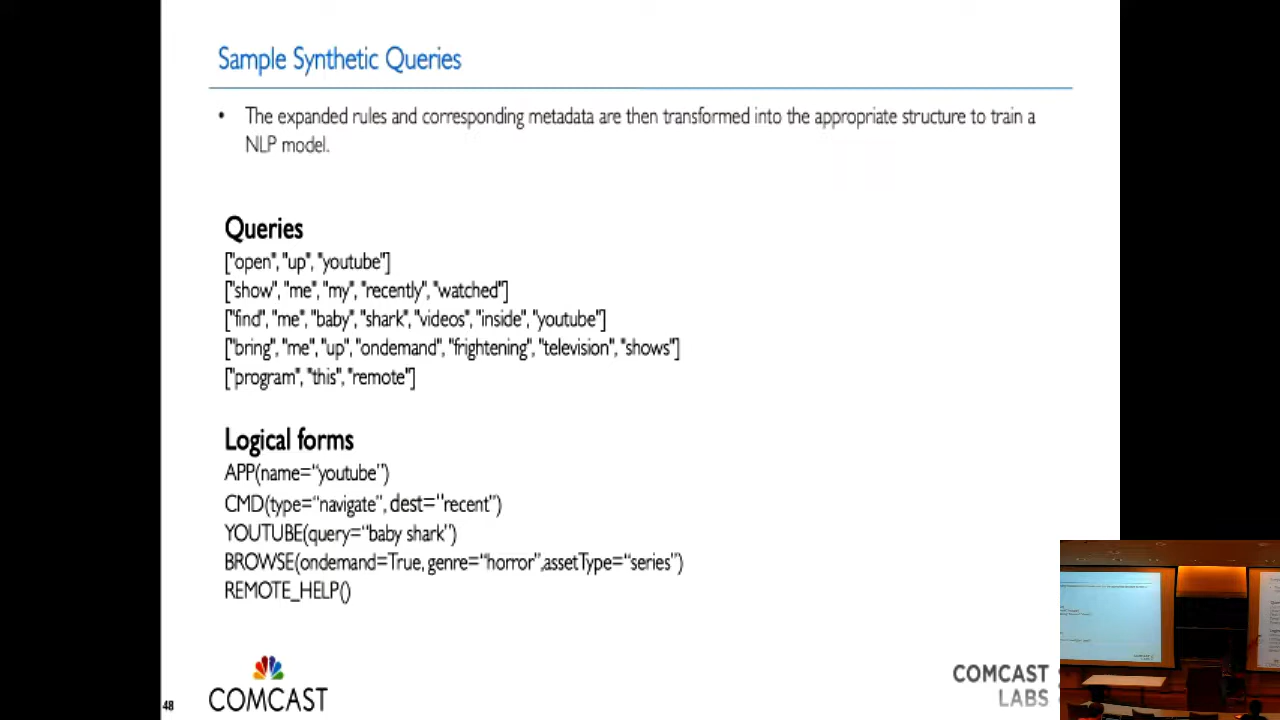 Sample Synthetic Queries
• The expanded rules and corresponding metadata are then transformed into the appropriate structure to train a
NLP model.
Queries
["open", "up", "youtube"]
["show", "me", "my", "recently", "watched"]
["find", "me", "baby", "shark", "videos", "inside", "youtube"]
["bring", "me", "up", "ondemand", "frightening", "television", "shows"]
["program", "this", "remote"]
Logical forms
APP(name=“youtube”)
CMD(type=“navigate”, dest=“recent”)
YOUTUBE(query=“baby shark”)
BROWSE(ondemand=True, genre=“horror”,assetType=“series”)
REMOTE_HELP()
48
COMCAST
COMCAST
LABS